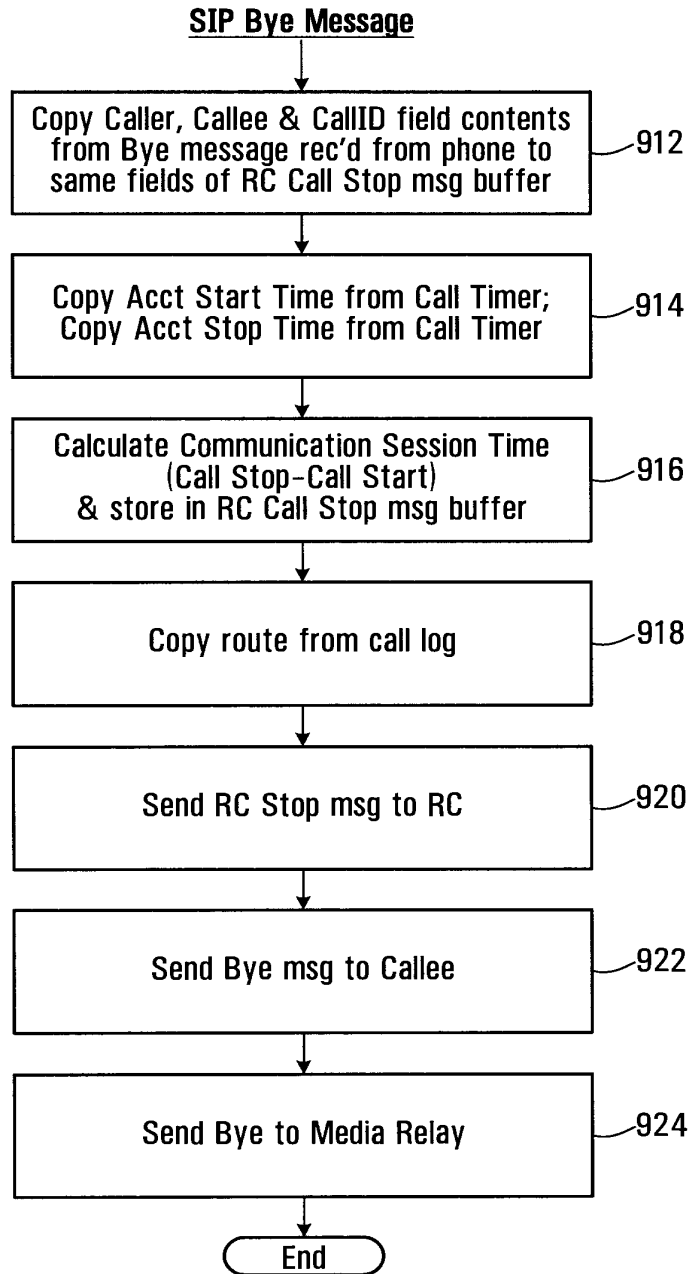 SIP Bye Message
Copy Caller, Callee & CallID field contents
from Bye message rec'd from phone to
same fields of RC Call Stop msg buffer
912
Copy Acct Start Time from Call Timer;
Copy Acct Stop Time from Call Timer
914
Calculate Communication Session Time
(Call Stop-Call Start)
& store in RC Call Stop msg buffer
916
Copy route from call log
918
Send RC Stop msg to RC
920
Send Bye msg to Callee
922
Send Bye to Media Relay
924
End